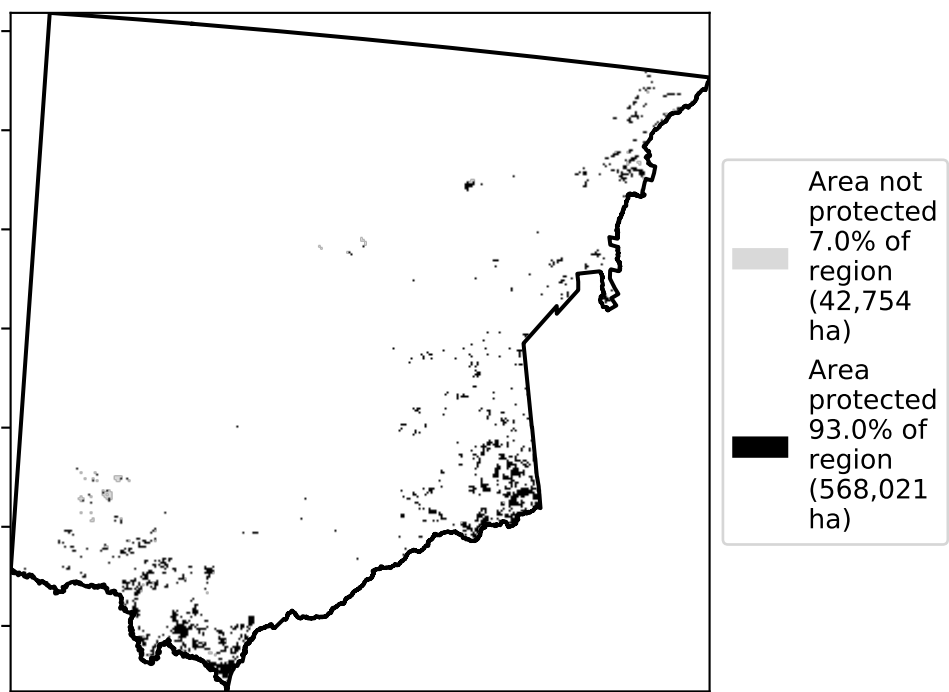 Area not
protected
7.0% of
region
(42,754
ha)
Area
protected
93.0% of
region
(568,021
ha)